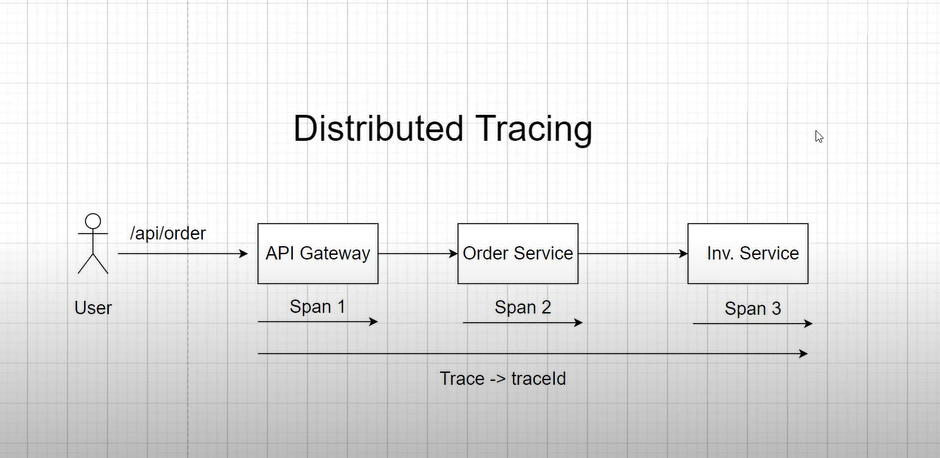 Distributed Tracing
/api/order
API Gateway
Order Service
Inv. Service
User
Span 1
Span 2
Span 3
Trace -> traceId